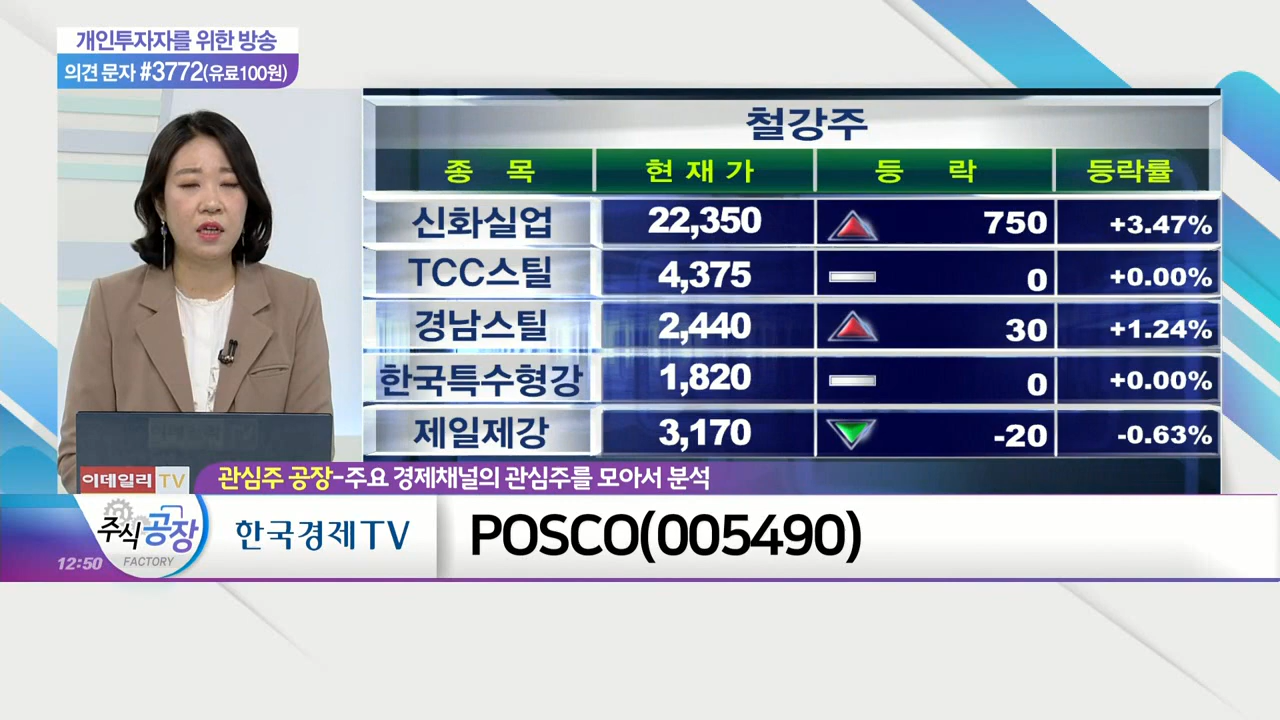 개인투자자를 위한 방송
의견 문자 #3772(유료100원)
철강주
종 목 현 재 가 등 락 등락률
신화실업 22,350 750 +3.47%
TCC스틸 4,375 0 +0.00%
경남스틸 2,440 30 +1.24%
한국특수형강 1,820 0 +0.00%
제일제강 3,170 -20 -0.63%
이데일리 TV
관심주 공장-주요 경제채널의 관심주를 모아서 분석
주식공장
FACTORY
12:50
한국경제TV
POSCO(005490)